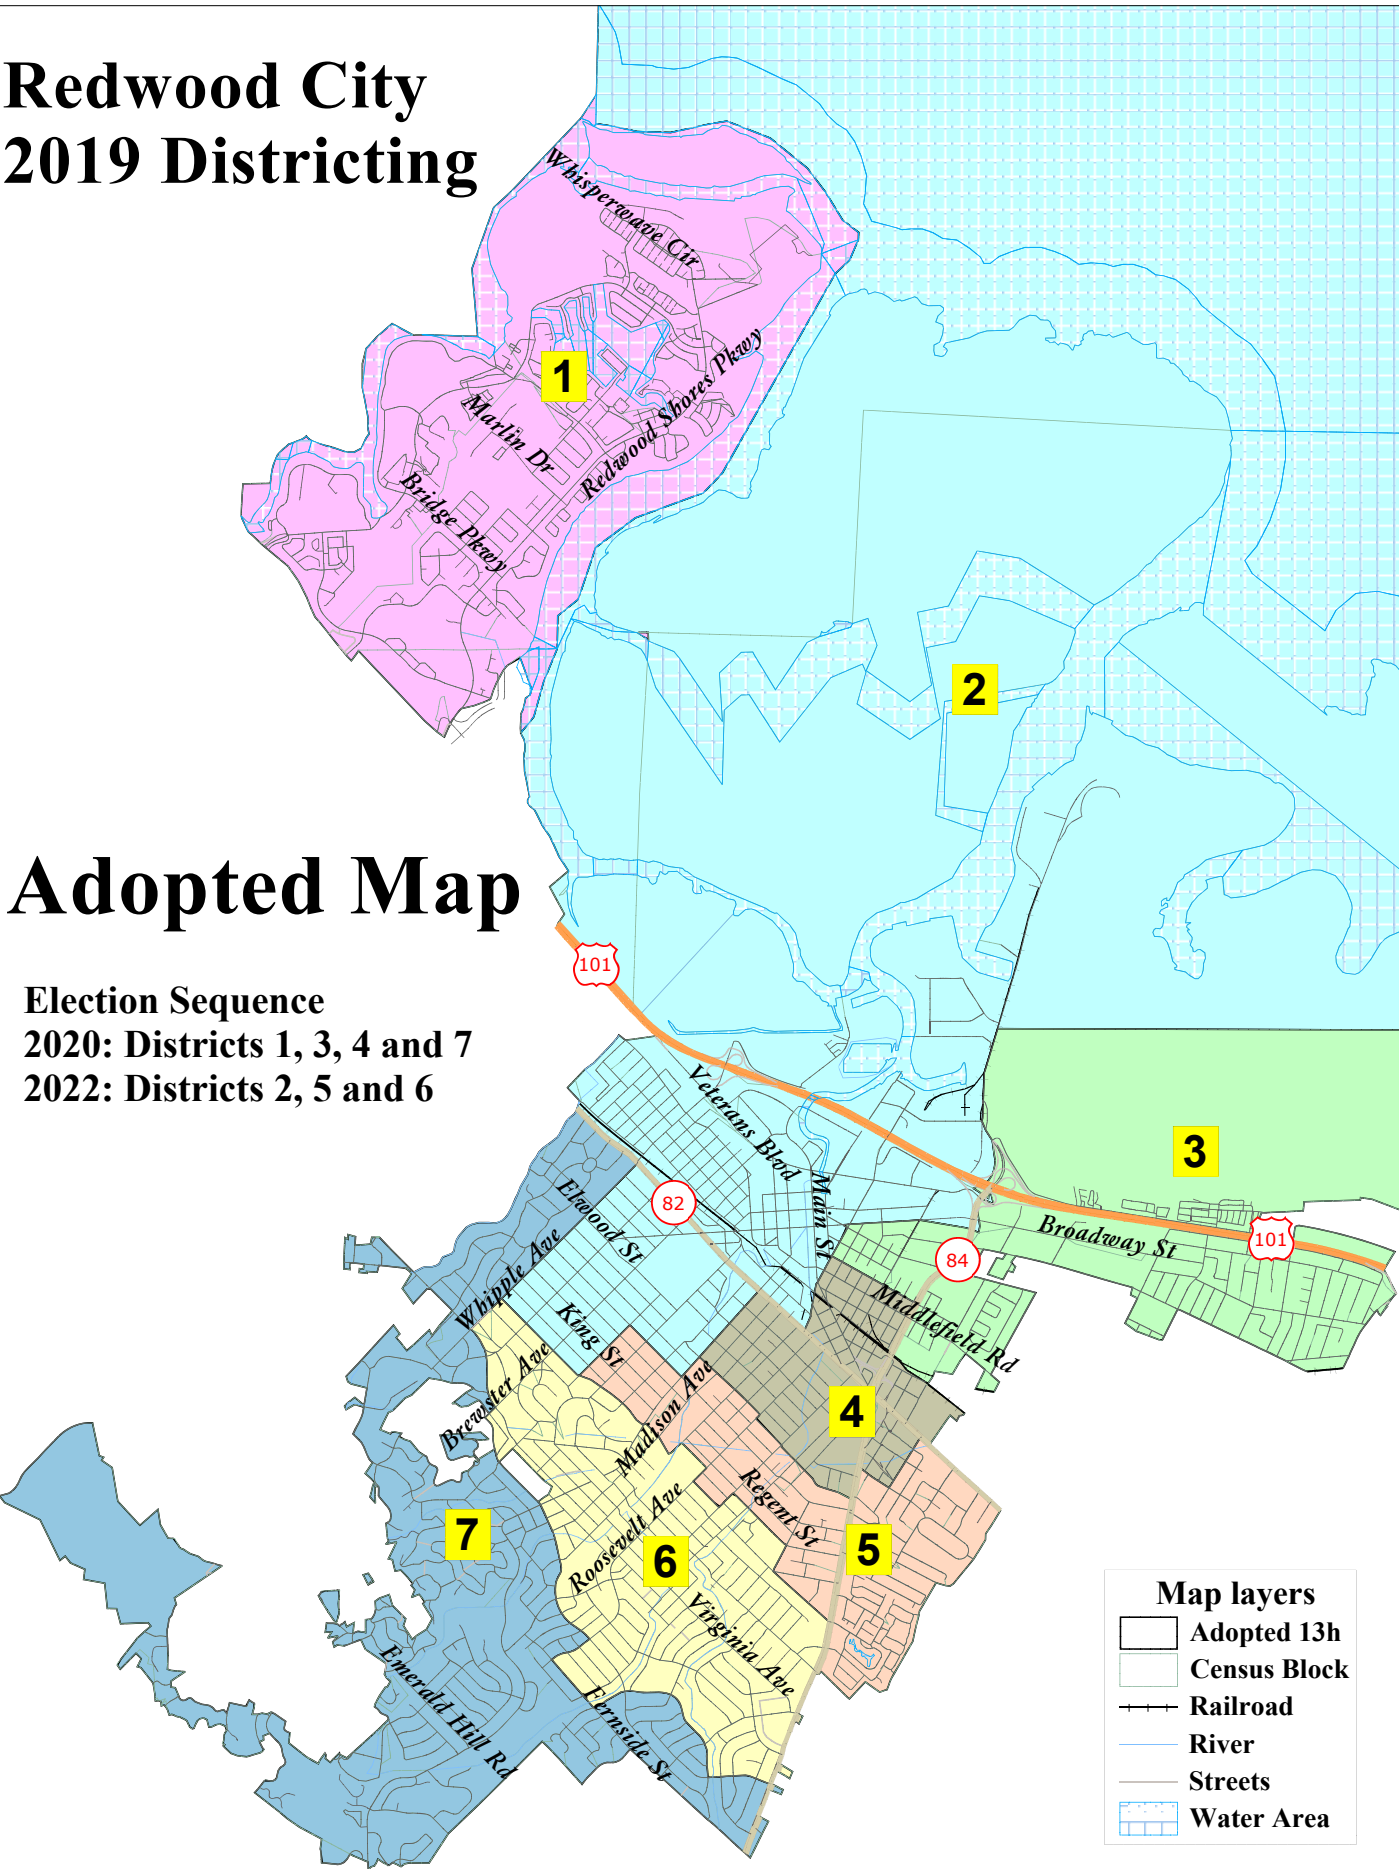 Redwood City
2019 Districting
Whisperwave Cir
1
Redwood Shores Pkwy
Marlin Dr
Bridge Pkwy
2
Adopted Map
101
Election Sequence
2020: Districts 1, 3, 4 and 7
2022: Districts 2, 5 and 6
Veterans Blvd
3
Main St
Elwood St
82
Broadway St
101
84
Whipple Ave
Middlefield Rd
King St
Brewster Ave
Madison Ave
4
Regent St
7
Roosevelt Ave
6
5
Virginia Ave
Emerald Hill Rd
Fernside St
Map layers
Adopted 13h
Census Block
Railroad
River
Streets
Water Area